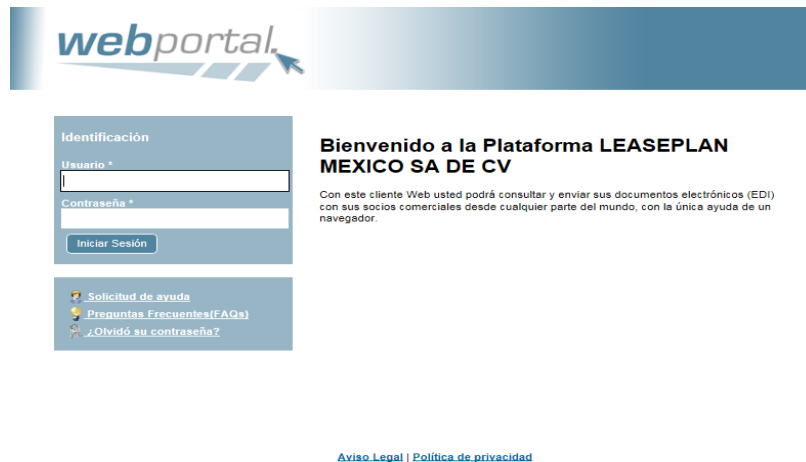 webportal.
Identificación
Usuario *
Contraseña *
Iniciar Sesión
Solicitud de ayuda
Preguntas Frecuentes(FAQs)
¿Olvidó su contraseña?
Bienvenido a la Plataforma LEASEPLAN
MEXICO SA DE CV
Con este cliente Web usted podrá consultar y enviar sus documentos electrónicos (EDI)
con sus socios comerciales desde cualquier parte del mundo, con la única ayuda de un
navegador.
Aviso Legal | Política de privacidad